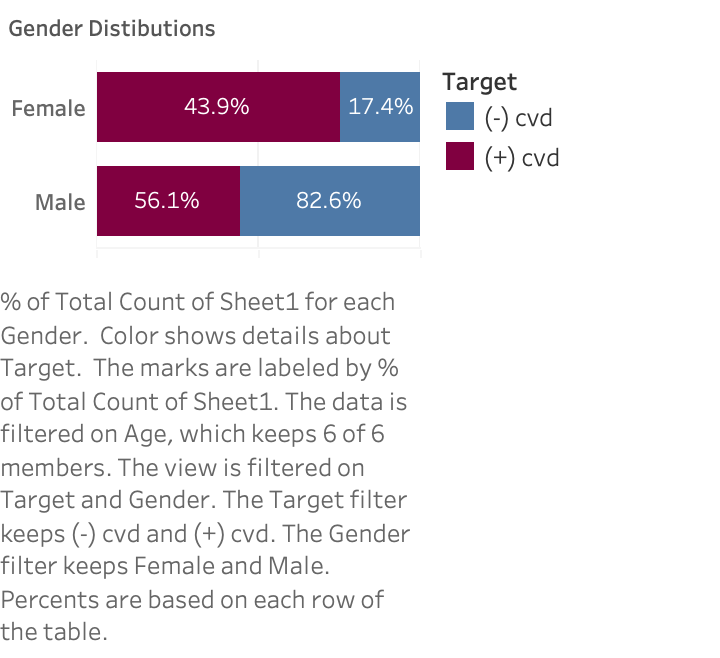 Gender Distibutions
Female
43.9%
17.4%
Male
56.1%
82.6%
Target
(-) cvd
(+) cvd
% of Total Count of Sheet1 for each
Gender.  Color shows details about
Target.  The marks are labeled by %
of Total Count of Sheet1. The data is
filtered on Age, which keeps 6 of 6
members. The view is filtered on
Target and Gender. The Target filter
keeps (-) cvd and (+) cvd. The Gender
filter keeps Female and Male.
Percents are based on each row of
the table.